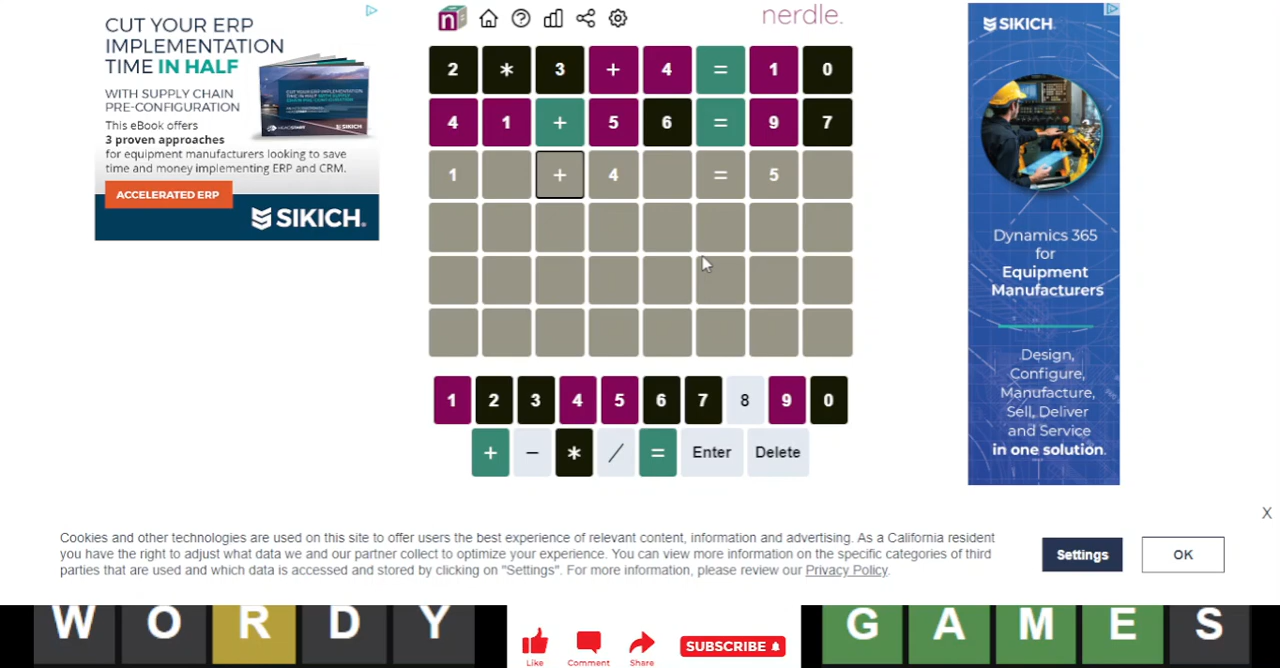 CUT YOUR ERP
IMPLEMENTATION
TIME IN HALF
WITH SUPPLY CHAIN
PRE-CONFIGURATION
This eBook offers
3 proven approaches
for equipment manufacturers looking to save
time and money implementing ERP and CRM.
ACCELERATED ERP
SIKICH.
n
nerdle.
2 * 3 + 4 = 1 0
4 1 + 5 6 = 9 7
1 + 4 = 5
1 2 3 4 5 6 7 8 9 0
+ - * / = Enter Delete
SIKICH
Dynamics 365
for
Equipment
Manufacturers
Design,
Configure,
Manufacture,
Sell, Deliver
and Service
in one solution.
X
Cookies and other technologies are used on this site to offer users the best experience of relevant content, information and advertising. As a California resident
you have the right to adjust what data we and our partner collect to optimize your experience. You can view more information on the specific categories of third
parties that are used and which data is accessed and stored by clicking on "Settings". For more information, please review our Privacy Policy.
Settings
OK
WORDY
Like
Comment
Share
SUBSCRIBE
GAMES